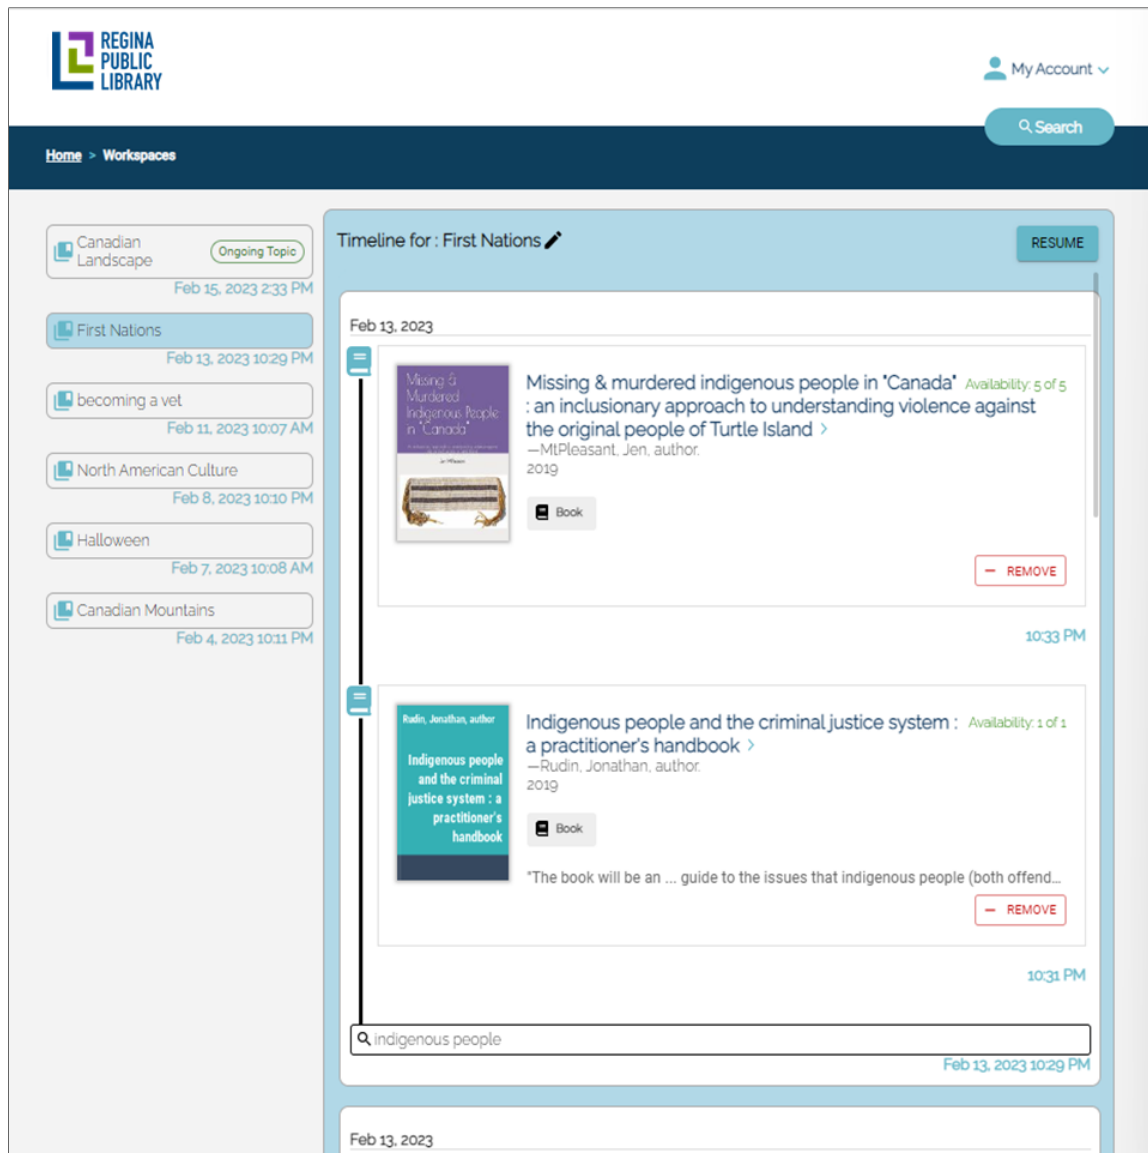 REGINA
PUBLIC
LIBRARY
My Account
Search
Home > Workspaces
Canadian
Landscape
Ongoing Topic
Feb 15, 2023 2:33 PM
First Nations
Feb 13, 2023 10:29 PM
becoming a vet
Feb 11, 2023 10:07 AM
North American Culture
Feb 8, 2023 10:10 PM
Halloween
Feb 7, 2023 10:08 AM
Canadian Mountains
Feb 4, 2023 10:11 PM
Timeline for : First Nations
RESUME
Feb 13, 2023
Missing &
Murdered
Indigenous People
in "Canada"
Missing & murdered indigenous people in "Canada"
Availability: 5 of 5
: an inclusionary approach to understanding violence against
the original people of Turtle Island >
—MtPleasant, Jen, author.
2019
Book
— REMOVE
10:33 PM
Rudin, Jonathan, author
Indigenous people
and the criminal
justice system : a
practitioner's
handbook
Indigenous people and the criminal justice system :
Availability: 1 of 1
a practitioner's handbook >
—Rudin, Jonathan, author.
2019
Book
"The book will be an ... guide to the issues that indigenous people (both offend...
— REMOVE
10:31 PM
indigenous people
Feb 13, 2023 10:29 PM
Feb 13, 2023